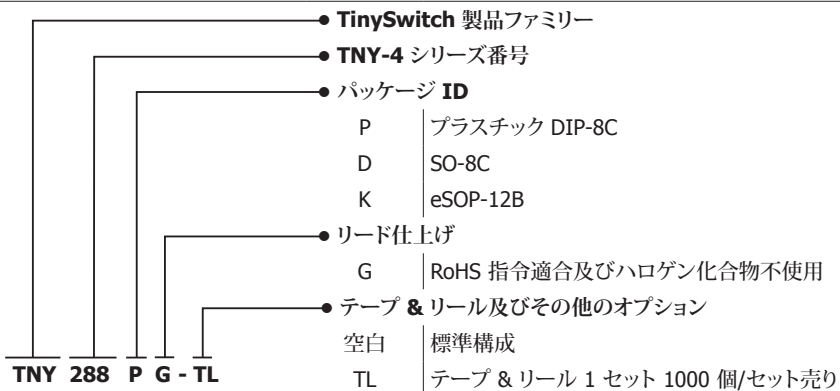 TinySwitch 製品ファミリー
TNY-4 シリーズ番号
パッケージ ID
P プラスチック DIP-8C
D SO-8C
K eSOP-12B
リード仕上げ
G RoHS 指令適合及びハロゲン化合物不使用
テープ & リール及びその他のオプション
空白 標準構成
TL テープ & リール 1 セット 1000 個/セット売り
TNY 288 P G - TL